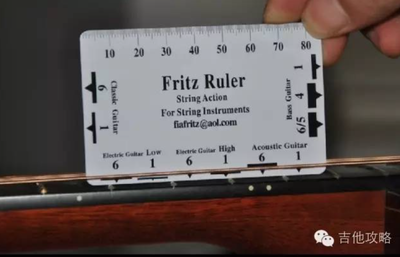 10 20 30 40 50 60 70 80
Fritz Ruler
String Action
For String Instruments
fiafritz@aol.com
6 1
Classic Guitar
Bass Guitar
1 4 6/5
Electric Guitar Low
6 1
Electric Guitar High
6 1
Acoustic Guitar
6 1
吉他攻略